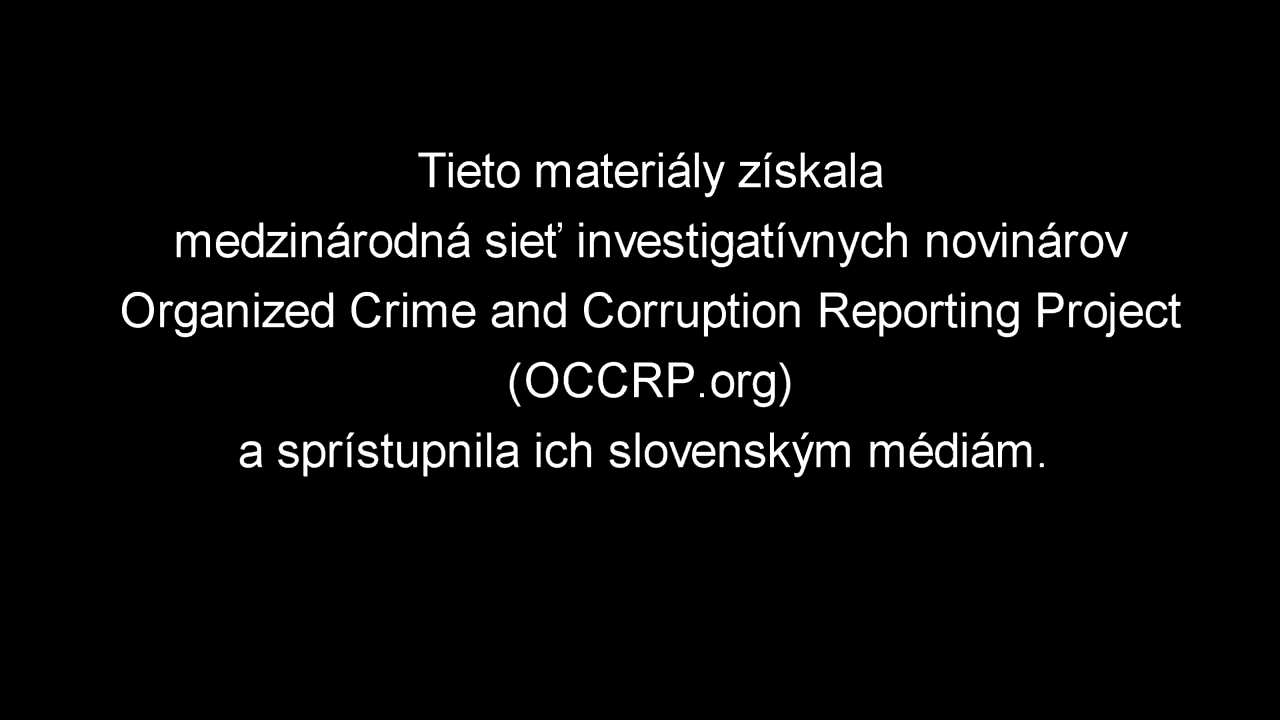 Tieto materiály získala
medzinárodná sieť investigatívnych novinárov
Organized Crime and Corruption Reporting Project
(OCCRP.org)
a sprístupnila ich slovenským médiám.